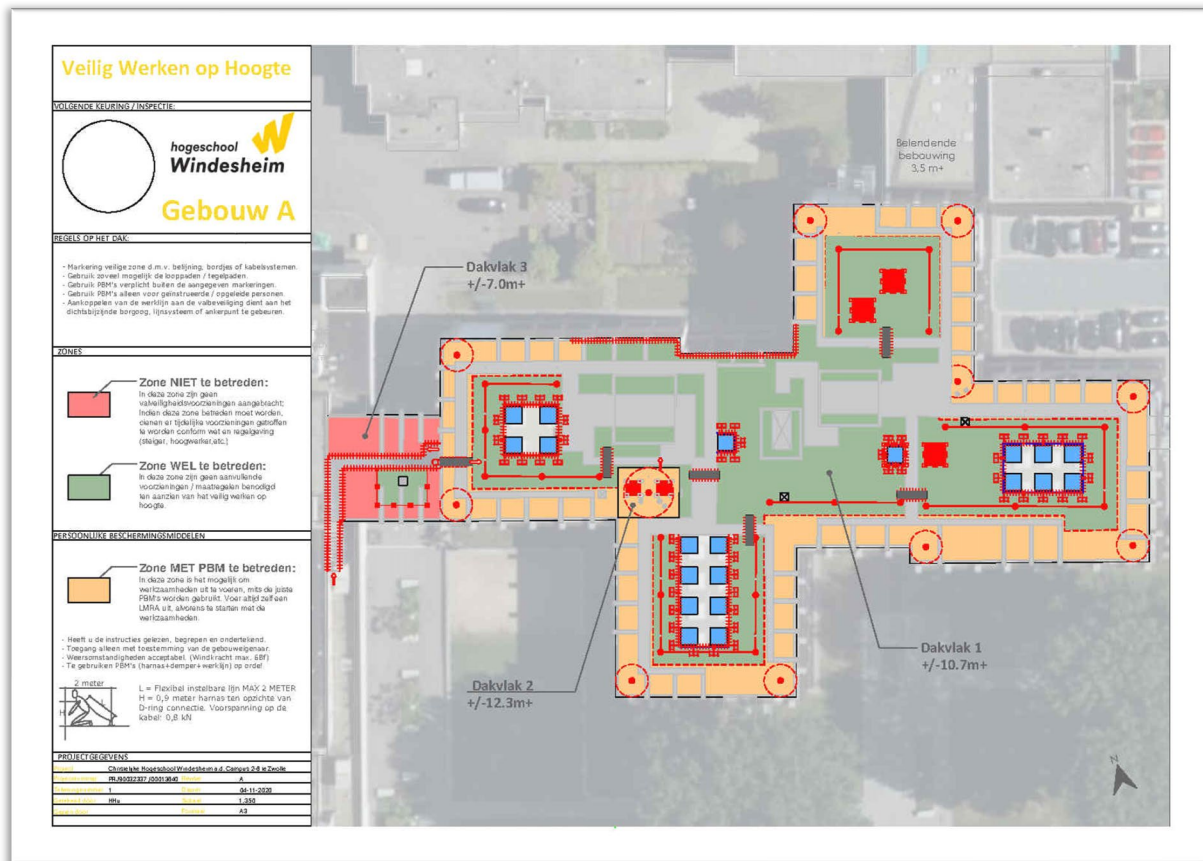 Veilig Werken op Hoogte
VOLGENDE KEURING / INSPECTIE:
hogeschool
Windesheim
Gebouw A
REGELS OP HET DAK:
- Markering veilige zone d.m.v. belijning, bordjes of kabelsystemen.
- Gebruik zoveel mogelijk de looppaden / tegelpaden.
- Gebruik PBM's verplicht buiten de aangegeven markeringen.
- Gebruik PBM's alleen voor geïnstrueerde / opgeleide personen.
- Aankoppelen van de werklijn aan de valbeveiliging dient aan het
dichtsbijzijnde borgoog, lijnsysteem of ankerpunt te gebeuren.
ZONES
Zone NIET te betreden:
In deze zone zijn geen
valveiligheidsvoorzieningen aangebracht;
Indien deze zone betreden moet worden,
dienen er tijdelijke voorzieningen getroffen
te worden conform wet en regelgeving
(steiger, hoogwerker,etc.)
Zone WEL te betreden:
In deze zone zijn geen aanvullende
voorzieningen / maatregelen benodigd
ten aanzien van het veilig werken op
hoogte.
PERSOONLIJKE BESCHERMINGSMIDDELEN
Zone MET PBM te betreden:
In deze zone is het mogelijk om
werkzaamheden uit te voeren, mits de juiste
PBM's worden gebruikt. Voer altijd zelf een
LMRA uit, alvorens te starten met de
werkzaamheden.
- Heeft u de instructies gelezen, begrepen en ondertekend.
- Toegang alleen met toestemming van de gebouweigenaar.
- Weersomstandigheden acceptabel. (Windkracht max. 6Bf)
- Te gebruiken PBM's (harnas+demper+werklijn) op orde!
2 meter
L
H
L = Flexibel instelbare lijn MAX 2 METER
H = 0,9 meter harnas ten opzichte van
D-ring connectie. Voorspanning op de
kabel: 0,8 kN
PROJECTGEGEVENS
Christelijke Hogeschool Windesheim a.d. Campus 2-6 te Zwolle
A
1 04-11-2020
HHu 1:350
A3
Belendende
bebouwing
3,5 m+
Dakvlak 3
+/-7.0m+
Dakvlak 1
+/-10.7m+
Dakvlak 2
+/-12.3m+
N